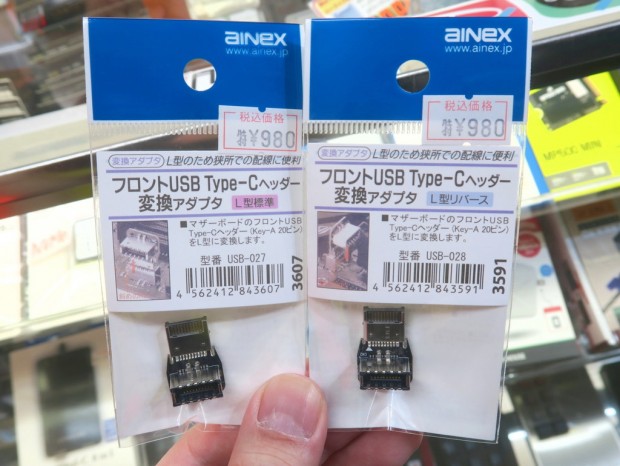 AINEX
www.ainex.jp
税込価格
¥980
変換アダプタ L型のため狭所での配線に便利
フロントUSB Type-Cヘッダー
変換アダプタ L型標準
■マザーボードのフロントUSB
Type-Cヘッダー(Key-A 20ピン)
をL型に変換します。
型番 USB-027
4 562412 843607
3607
AINEX
www.ainex.jp
税込価格
¥980
変換アダプタ L型のため狭所での配線に便利
フロントUSB Type-Cヘッダー
変換アダプタ L型リバース
■マザーボードのフロントUSB
Type-Cヘッダー(Key-A 20ピン)
をL型に変換します。
型番 USB-028
4 562412 843591
3591
MP500 MINI